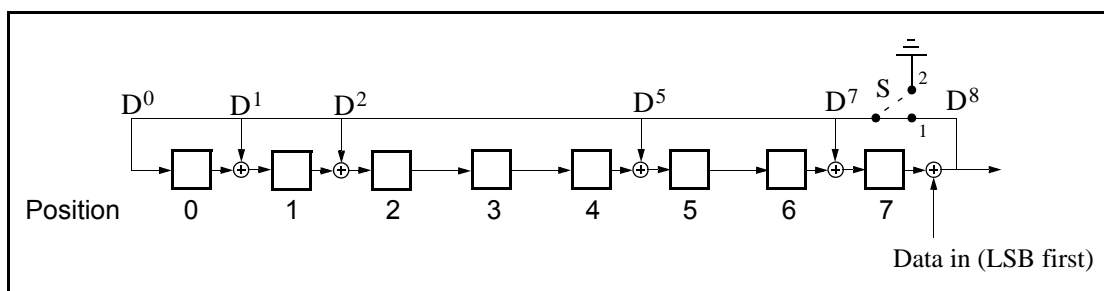 2
D⁰ D¹ D² D⁵ D⁷ S D⁸
1
Position 0 1 2 3 4 5 6 7
Data in (LSB first)